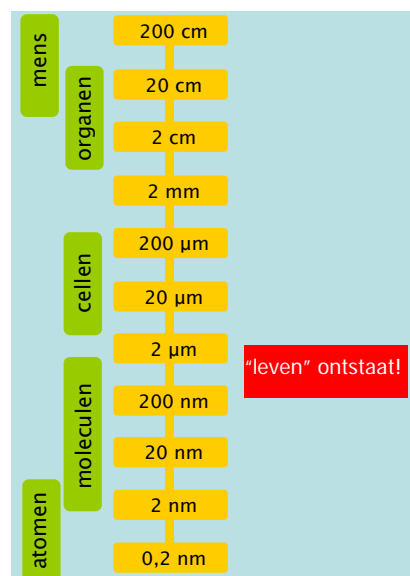 mens
organen
cellen
moleculen
atomen
200 cm
20 cm
2 cm
2 mm
200 µm
20 µm
2 µm
200 nm
20 nm
2 nm
0,2 nm
“leven” ontstaat!